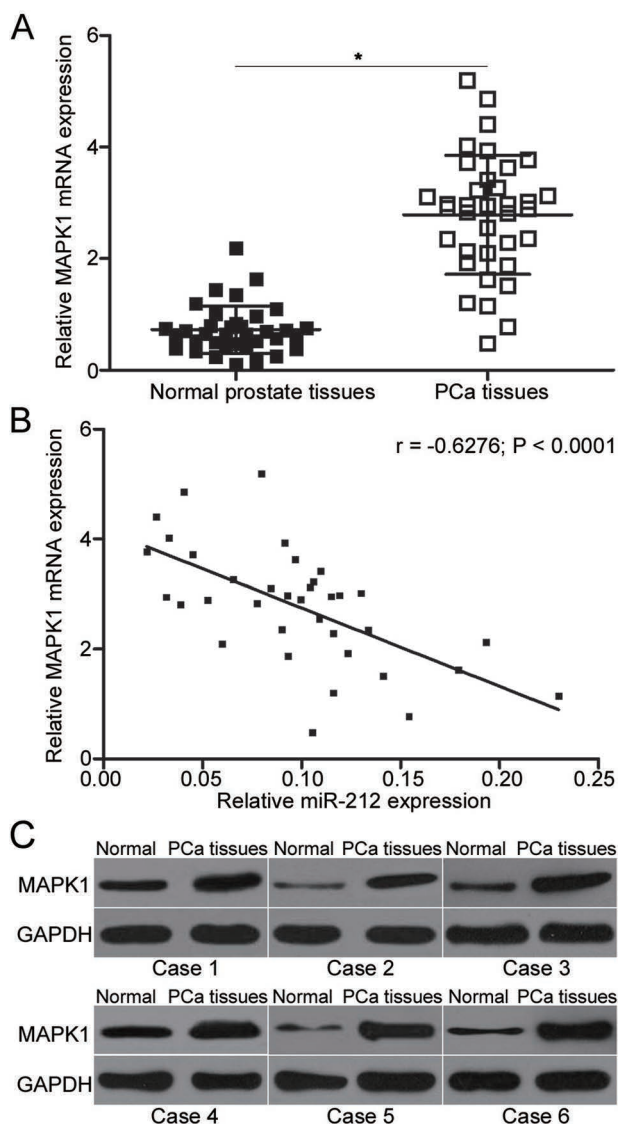 A
Relative MAPK1 mRNA expression
6
4
2
0
*
Normal prostate tissues PCa tissues
B
Relative MAPK1 mRNA expression
6
4
2
0
r = -0.6276; P < 0.0001
0.00 0.05 0.10 0.15 0.20 0.25
Relative miR-212 expression
C
Normal PCa tissues Normal PCa tissues Normal PCa tissues
MAPK1
GAPDH
Case 1 Case 2 Case 3
Normal PCa tissues Normal PCa tissues Normal PCa tissues
MAPK1
GAPDH
Case 4 Case 5 Case 6